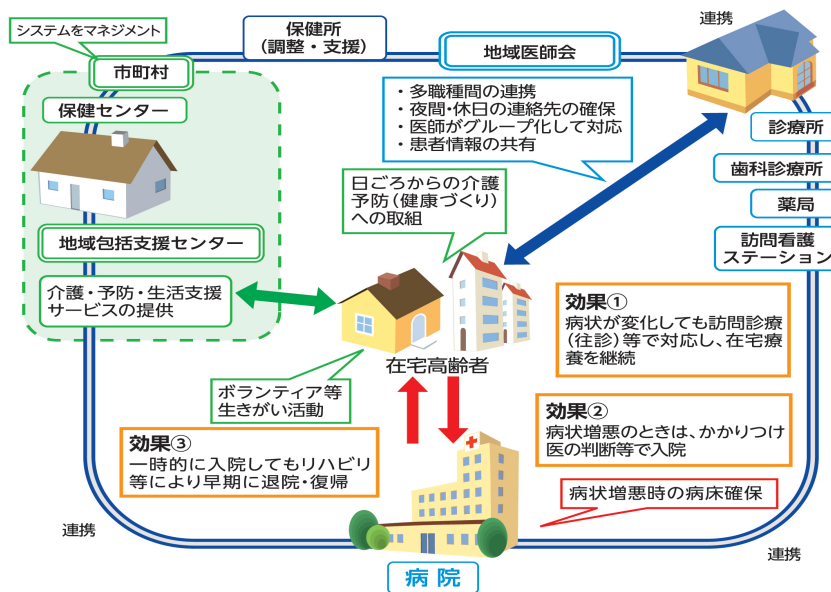 システムをマネジメント
保健所
(調整・支援)
連携
市町村
地域医師会
保健センター
・多職種間の連携
・夜間・休日の連絡先の確保
・医師がグループ化して対応
・患者情報の共有
診療所
歯科診療所
薬局
訪問看護
ステーション
日ごろからの介護
予防(健康づくり)
への取組
地域包括支援センター
介護・予防・生活支援
サービスの提供
在宅高齢者
効果①
病状が変化しても訪問診療
(往診)等で対応し、在宅療
養を継続
ボランティア等
生きがい活動
効果②
病状増悪のときは、かかりつけ
医の判断等で入院
効果③
一時的に入院してもリハビリ
等により早期に退院・復帰
病状増悪時の病床確保
連携
連携
病院